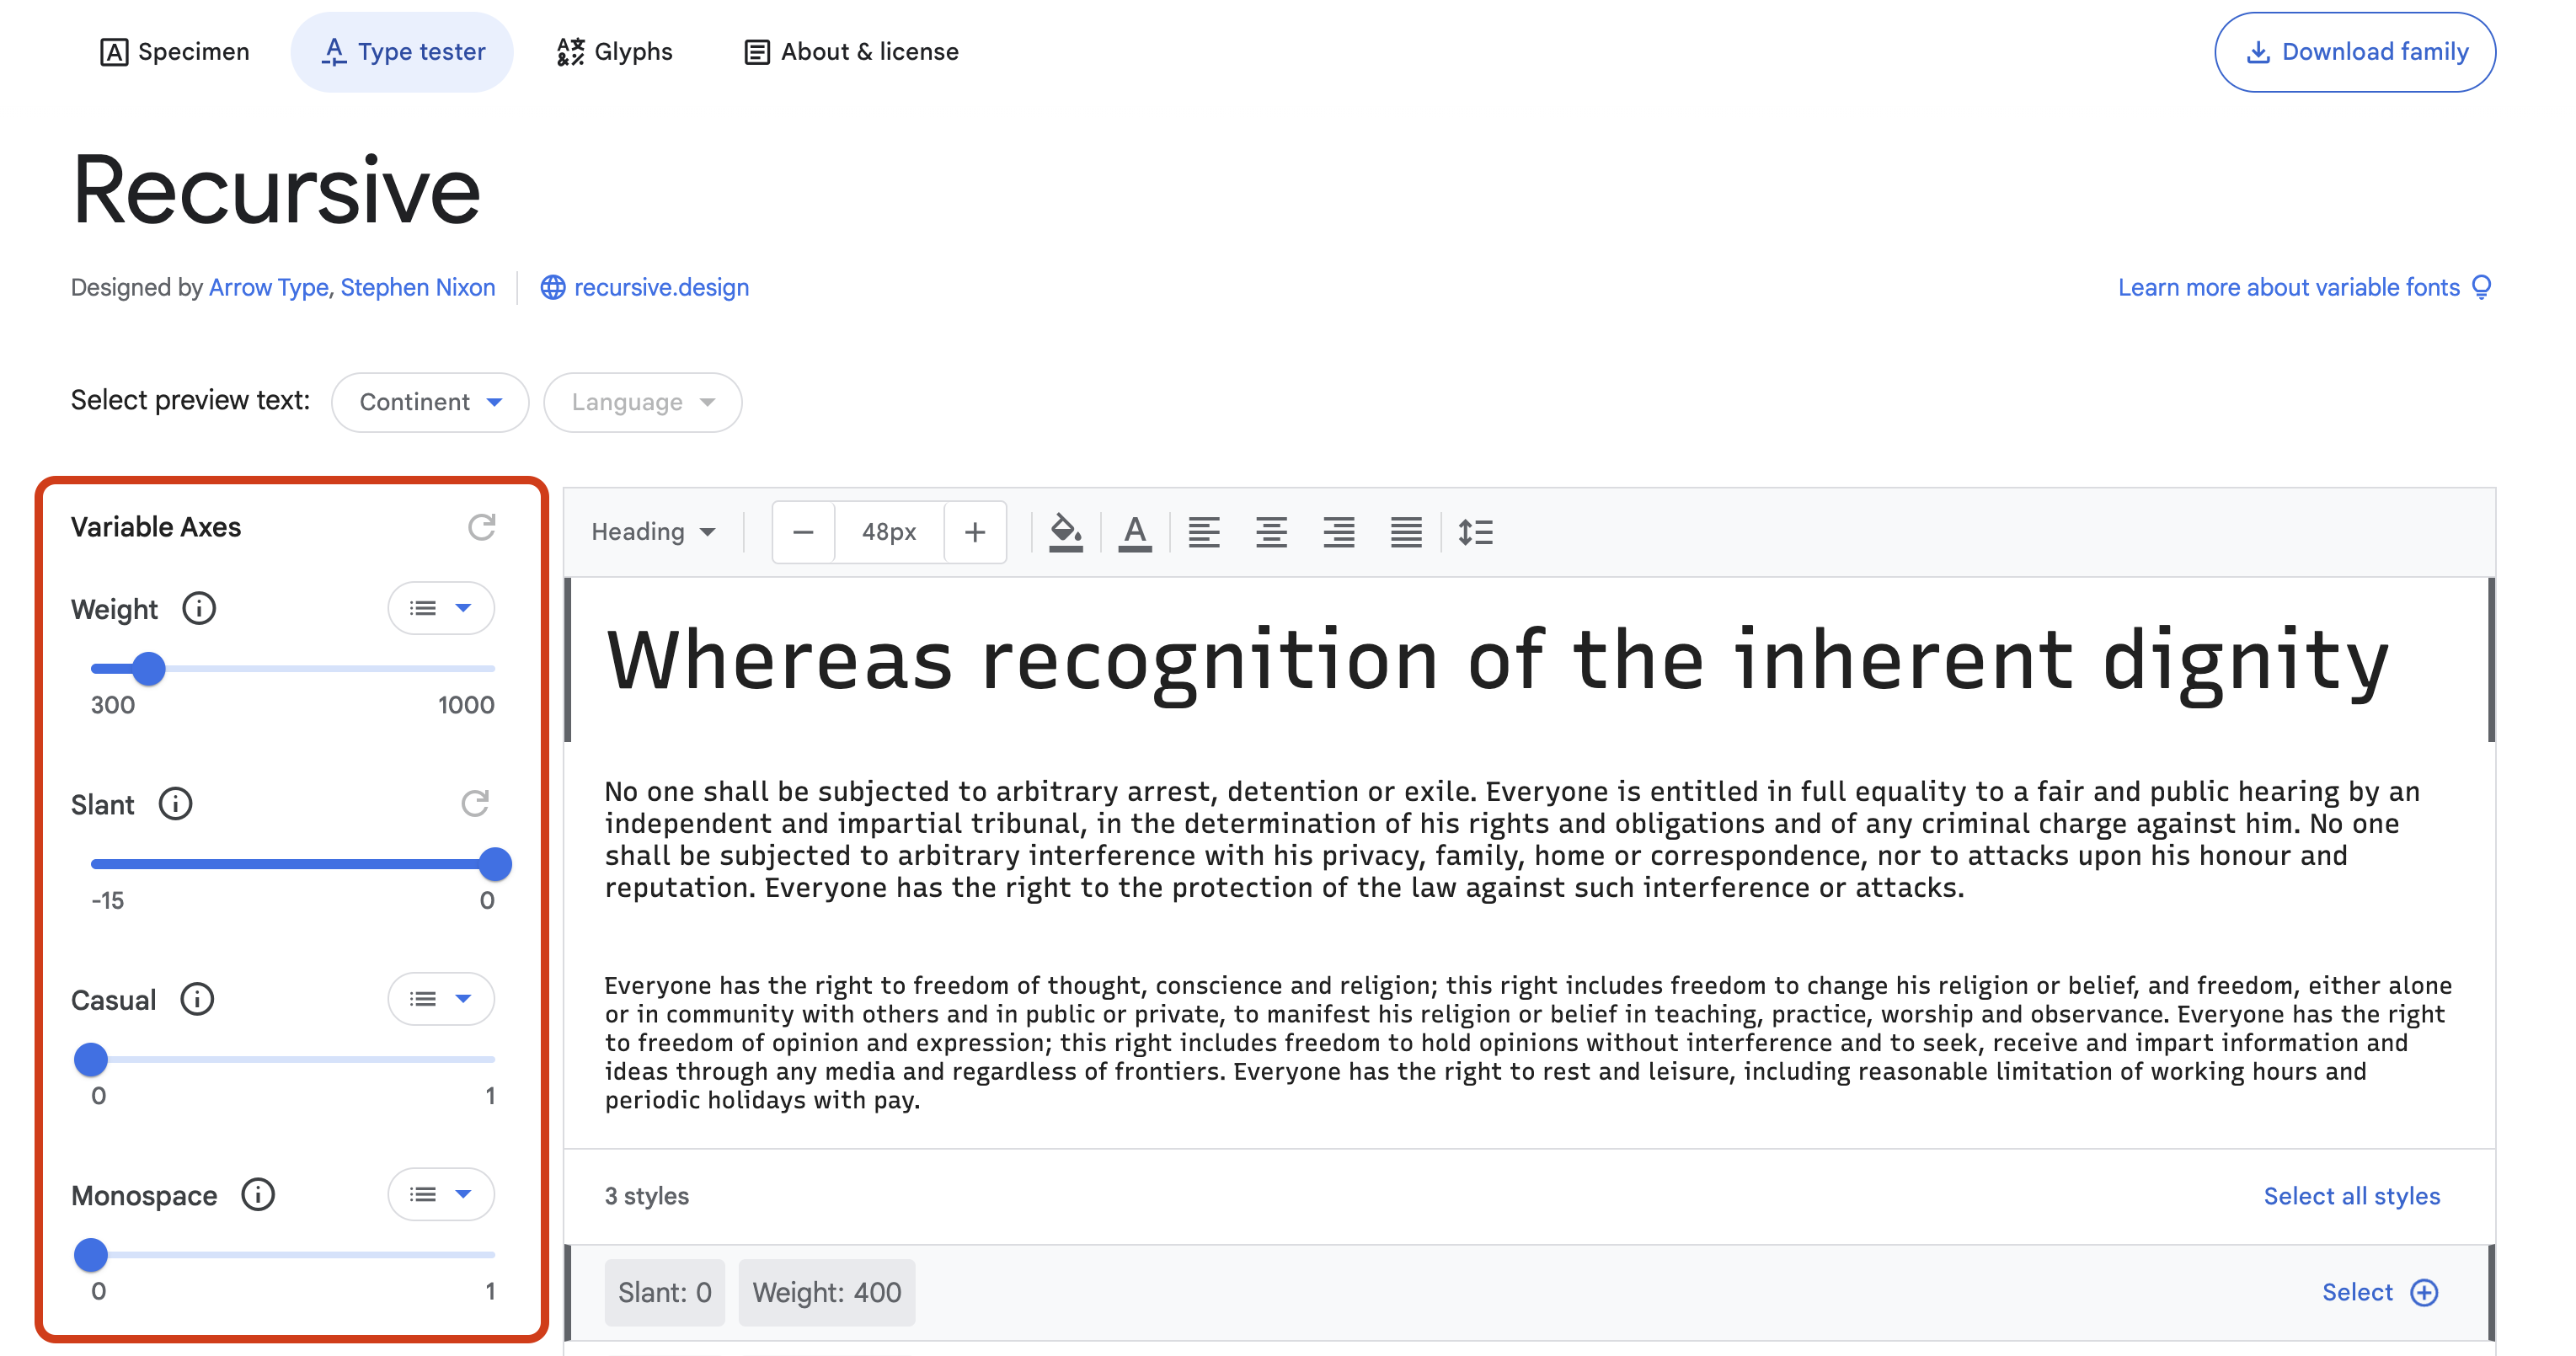 Specimen
Type tester
Glyphs
About & license
Download family
Recursive
Designed by Arrow Type, Stephen Nixon
recursive.design
Learn more about variable fonts
Select preview text:
Continent
Language
Variable Axes
Weight
300
1000
Slant
-15
0
Casual
0
1
Monospace
0
1
Heading
48px
Whereas recognition of the inherent dignity
No one shall be subjected to arbitrary arrest, detention or exile. Everyone is entitled in full equality to a fair and public hearing by an
independent and impartial tribunal, in the determination of his rights and obligations and of any criminal charge against him. No one
shall be subjected to arbitrary interference with his privacy, family, home or correspondence, nor to attacks upon his honour and
reputation. Everyone has the right to the protection of the law against such interference or attacks.
Everyone has the right to freedom of thought, conscience and religion; this right includes freedom to change his religion or belief, and freedom, either alone
or in community with others and in public or private, to manifest his religion or belief in teaching, practice, worship and observance. Everyone has the right
to freedom of opinion and expression; this right includes freedom to hold opinions without interference and to seek, receive and impart information and
ideas through any media and regardless of frontiers. Everyone has the right to rest and leisure, including reasonable limitation of working hours and
periodic holidays with pay.
3 styles
Select all styles
Slant: 0
Weight: 400
Select